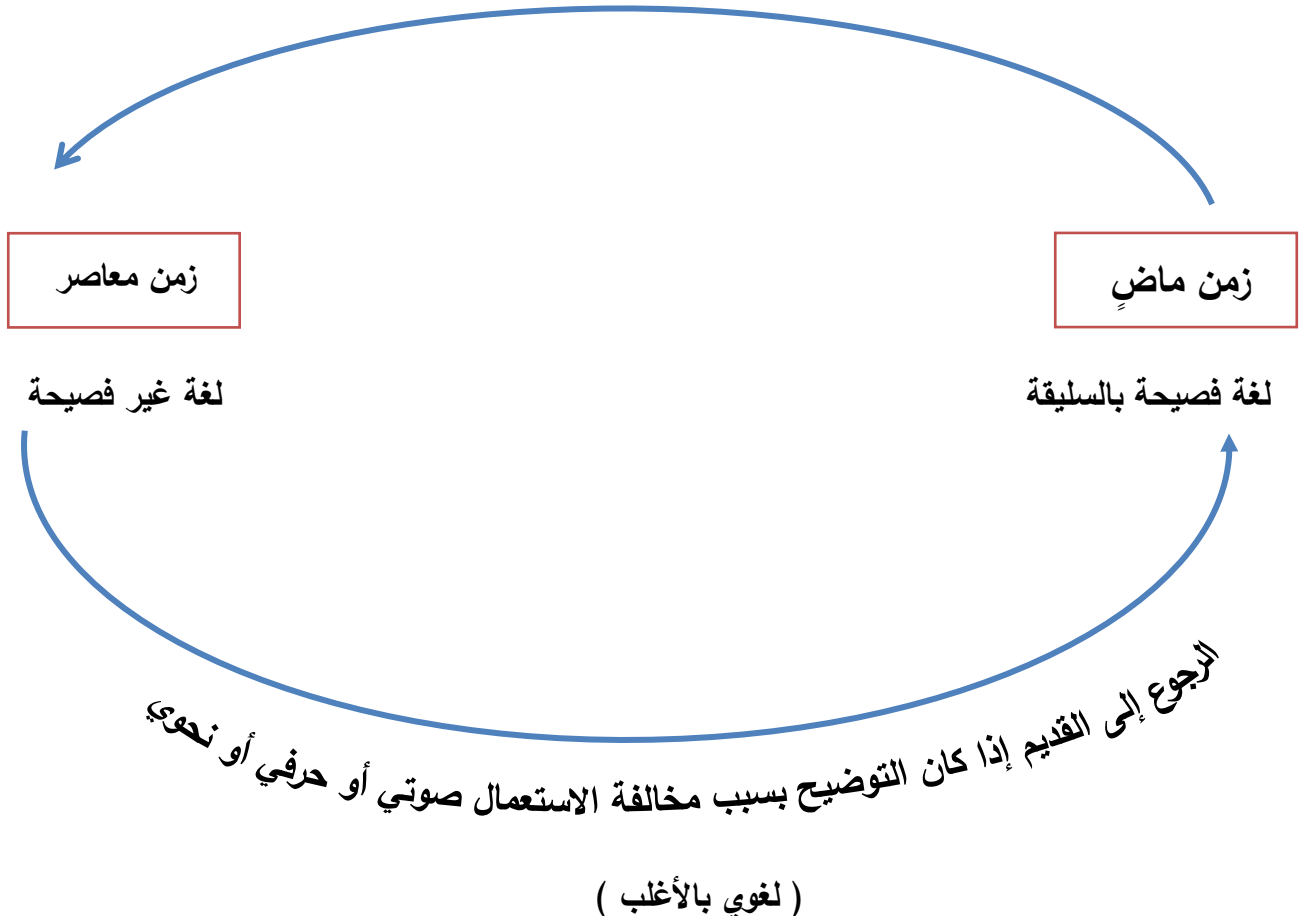 زمن ماضٍ
زمن معاصر
لغة فصيحة بالسليقة
لغة غير فصيحة
الرجوع إلى القديم إذا كان التوضيح بسبب مخالفة الاستعمال صوتي أو حرفي أو نحوي
( لغوي بالأغلب )